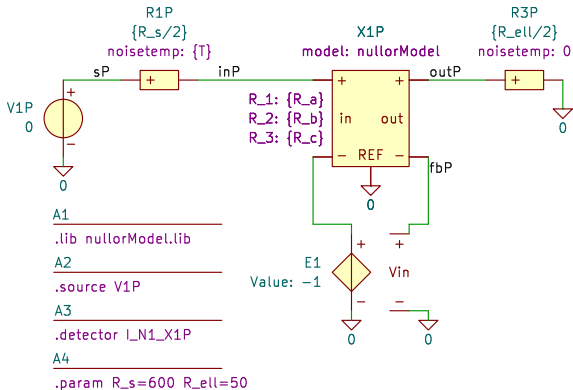 R1P
{R_s/2}
noisetemp: {T}
X1P
model: nullorModel
R3P
{R_ell/2}
noisetemp: 0
sP
inP
outP
+
+
+
+
V1P
0
+
−
R_1: {R_a}
R_2: {R_b}
R_3: {R_c}
in
out
−
REF
−
fbP
0
0
0
A1
.lib nullorModel.lib
A2
.source V1P
A3
.detector I_N1_X1P
A4
.param R_s=600 R_ell=50
E1
Value: -1
+
+
Vin
−
−
0
0